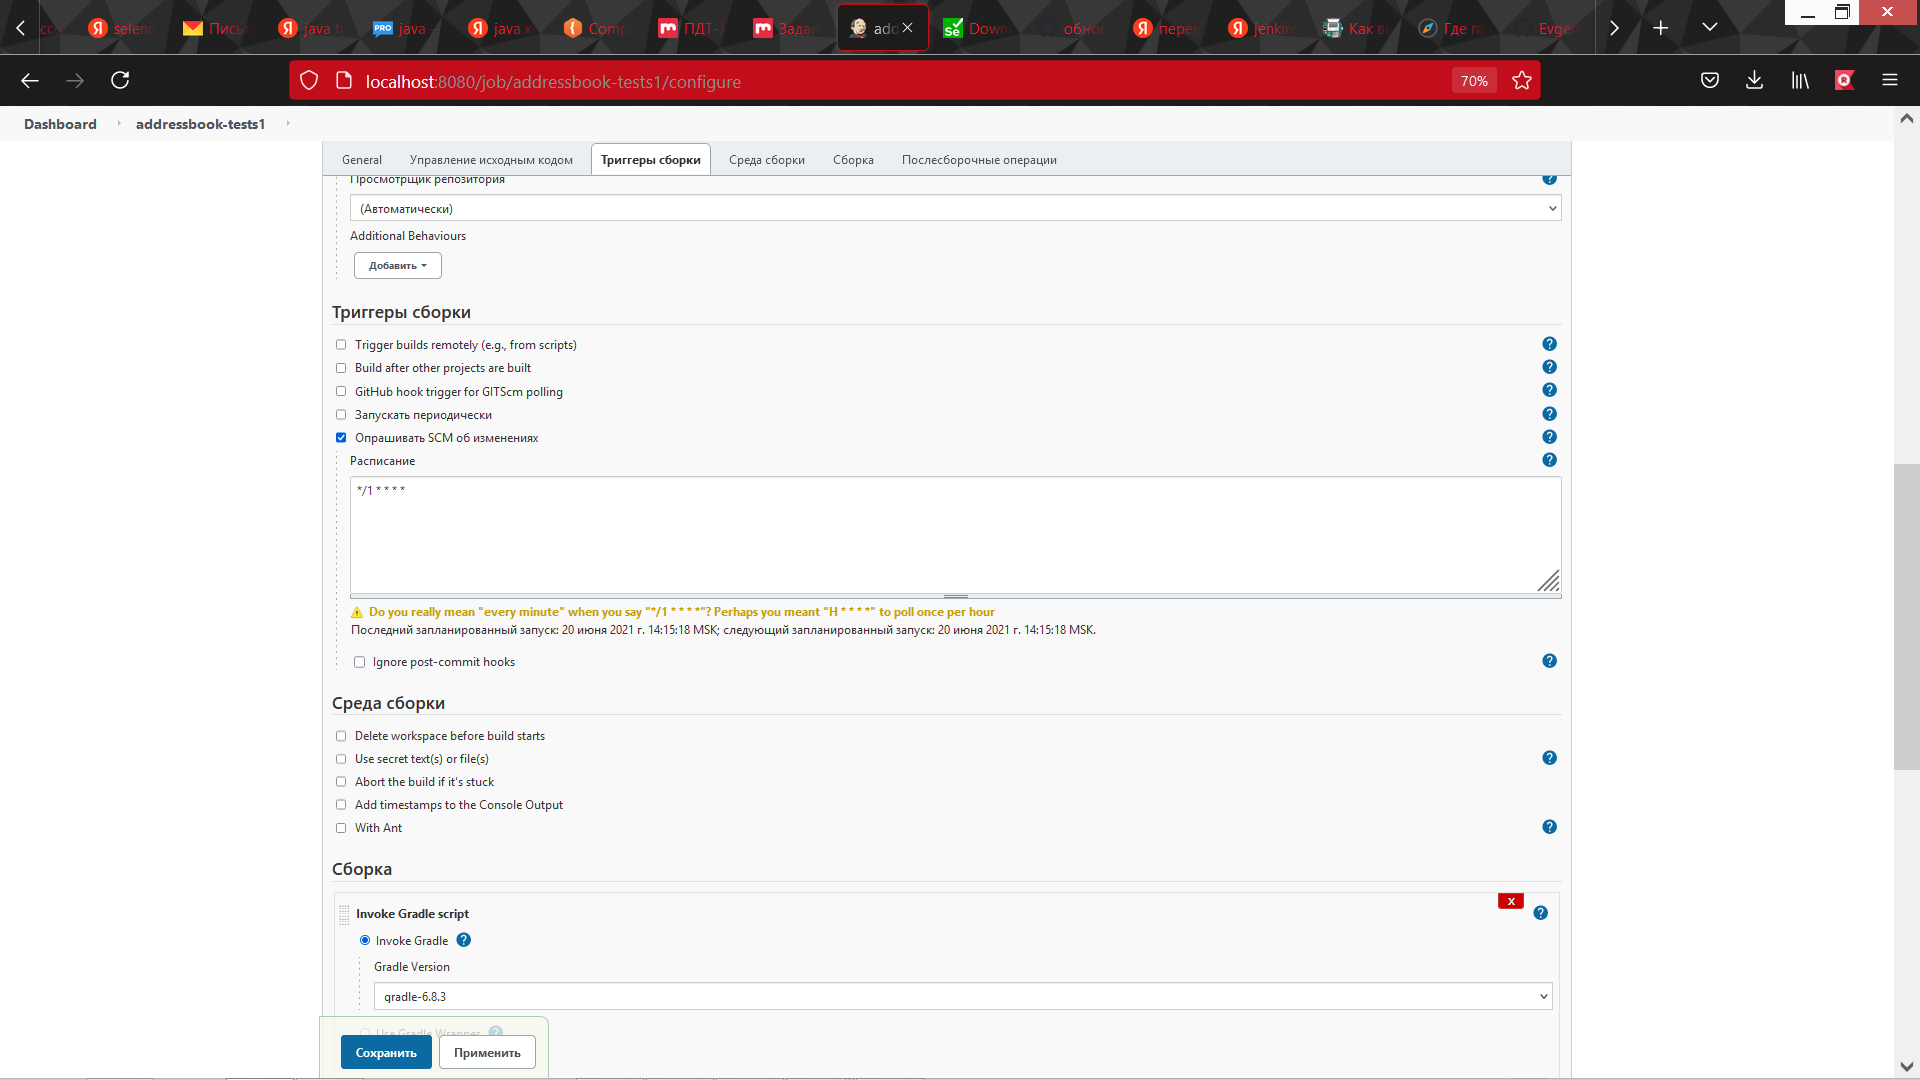 selen
Пись
java t
java
java к
Comp
ПДТ-
Зада
add
Down
обно
пере
jenkin
Как в
Где п
Evgen
localhost:8080/job/addressbook-tests1/configure
70%
Dashboard
addressbook-tests1
General
Управление исходным кодом
Триггеры сборки
Среда сборки
Сборка
Послесборочные операции
Просмотрщик репозитория
(Автоматически)
Additional Behaviours
Добавить
Триггеры сборки
Trigger builds remotely (e.g., from scripts)
Build after other projects are built
GitHub hook trigger for GITScm polling
Запускать периодически
Опрашивать SCM об изменениях
Расписание
*/1 * * * *
Do you really mean "every minute" when you say "*/1 * * * *"? Perhaps you meant "H * * * *" to poll once per hour
Последний запланированный запуск: 20 июня 2021 г. 14:15:18 MSK; следующий запланированный запуск: 20 июня 2021 г. 14:15:18 MSK.
Ignore post-commit hooks
Среда сборки
Delete workspace before build starts
Use secret text(s) or file(s)
Abort the build if it's stuck
Add timestamps to the Console Output
With Ant
Сборка
X
Invoke Gradle script
Invoke Gradle
Gradle Version
gradle-6.8.3
Use Gradle Wrapper
Сохранить
Применить